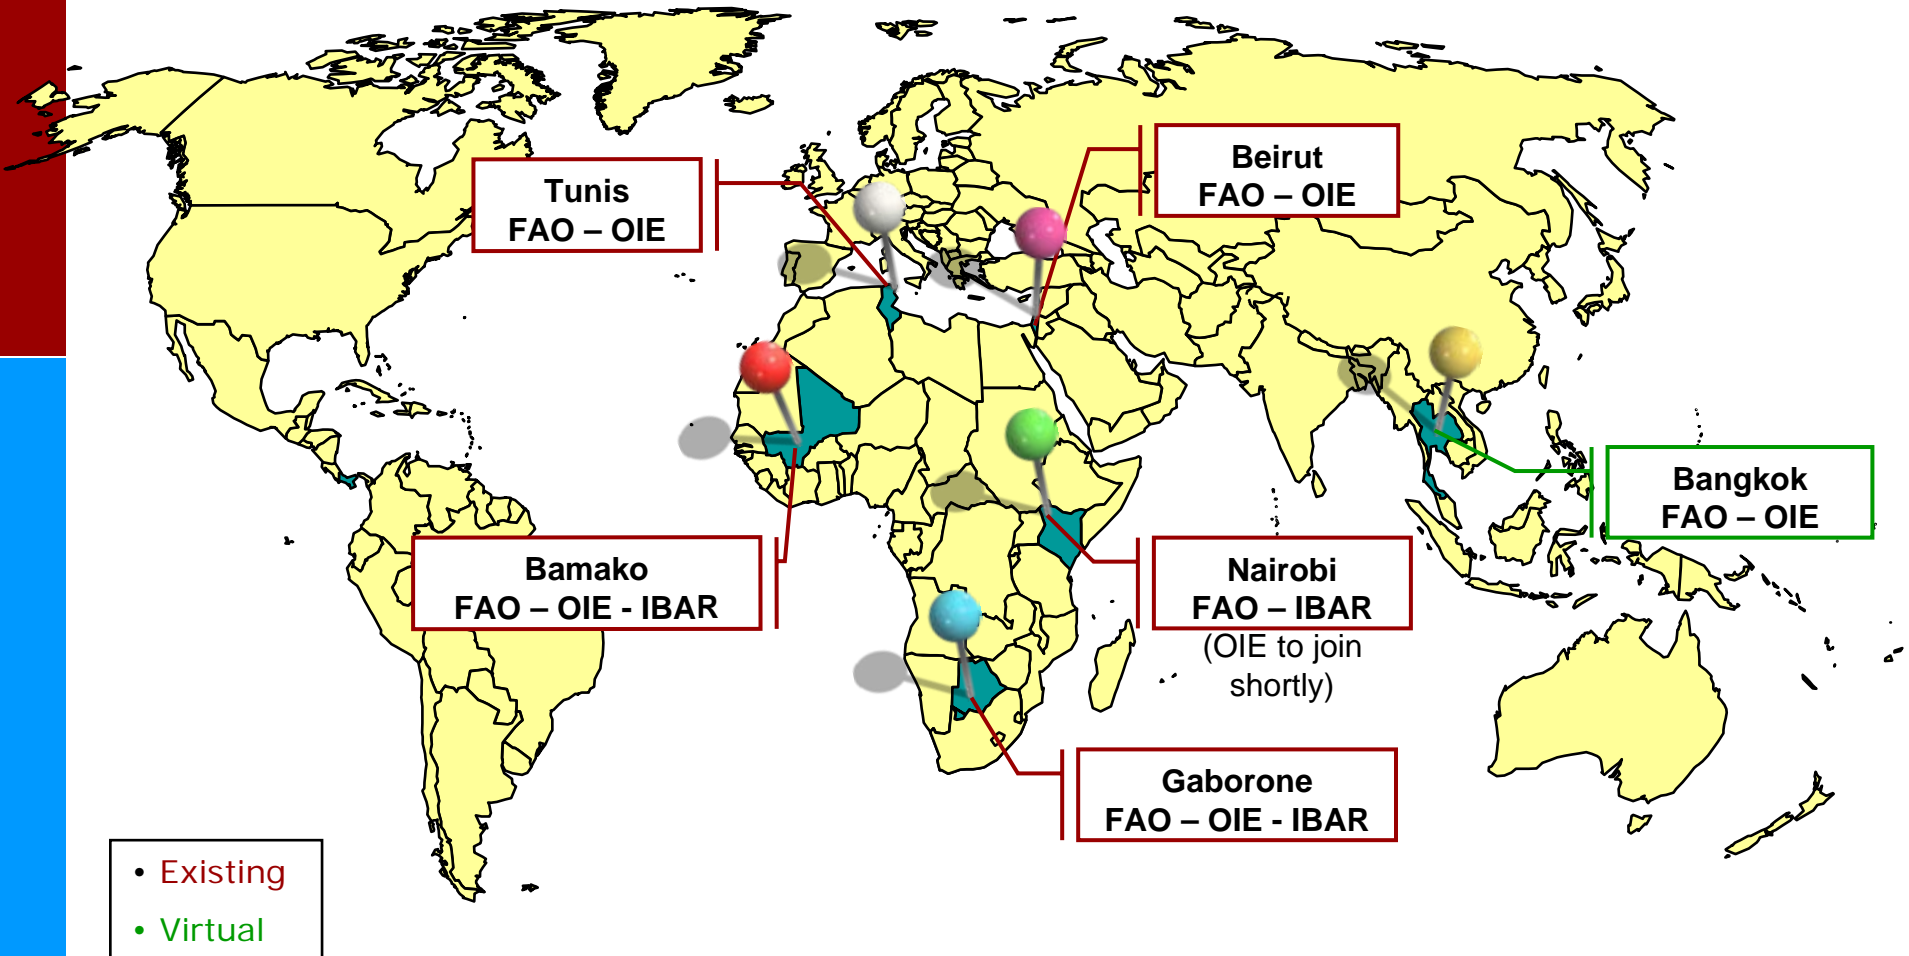 Tunis
FAO – OIE
Beirut
FAO – OIE
Bangkok
FAO – OIE
Bamako
FAO – OIE - IBAR
Nairobi
FAO – IBAR
(OIE to join
shortly)
Gaborone
FAO – OIE - IBAR
• Existing
• Virtual